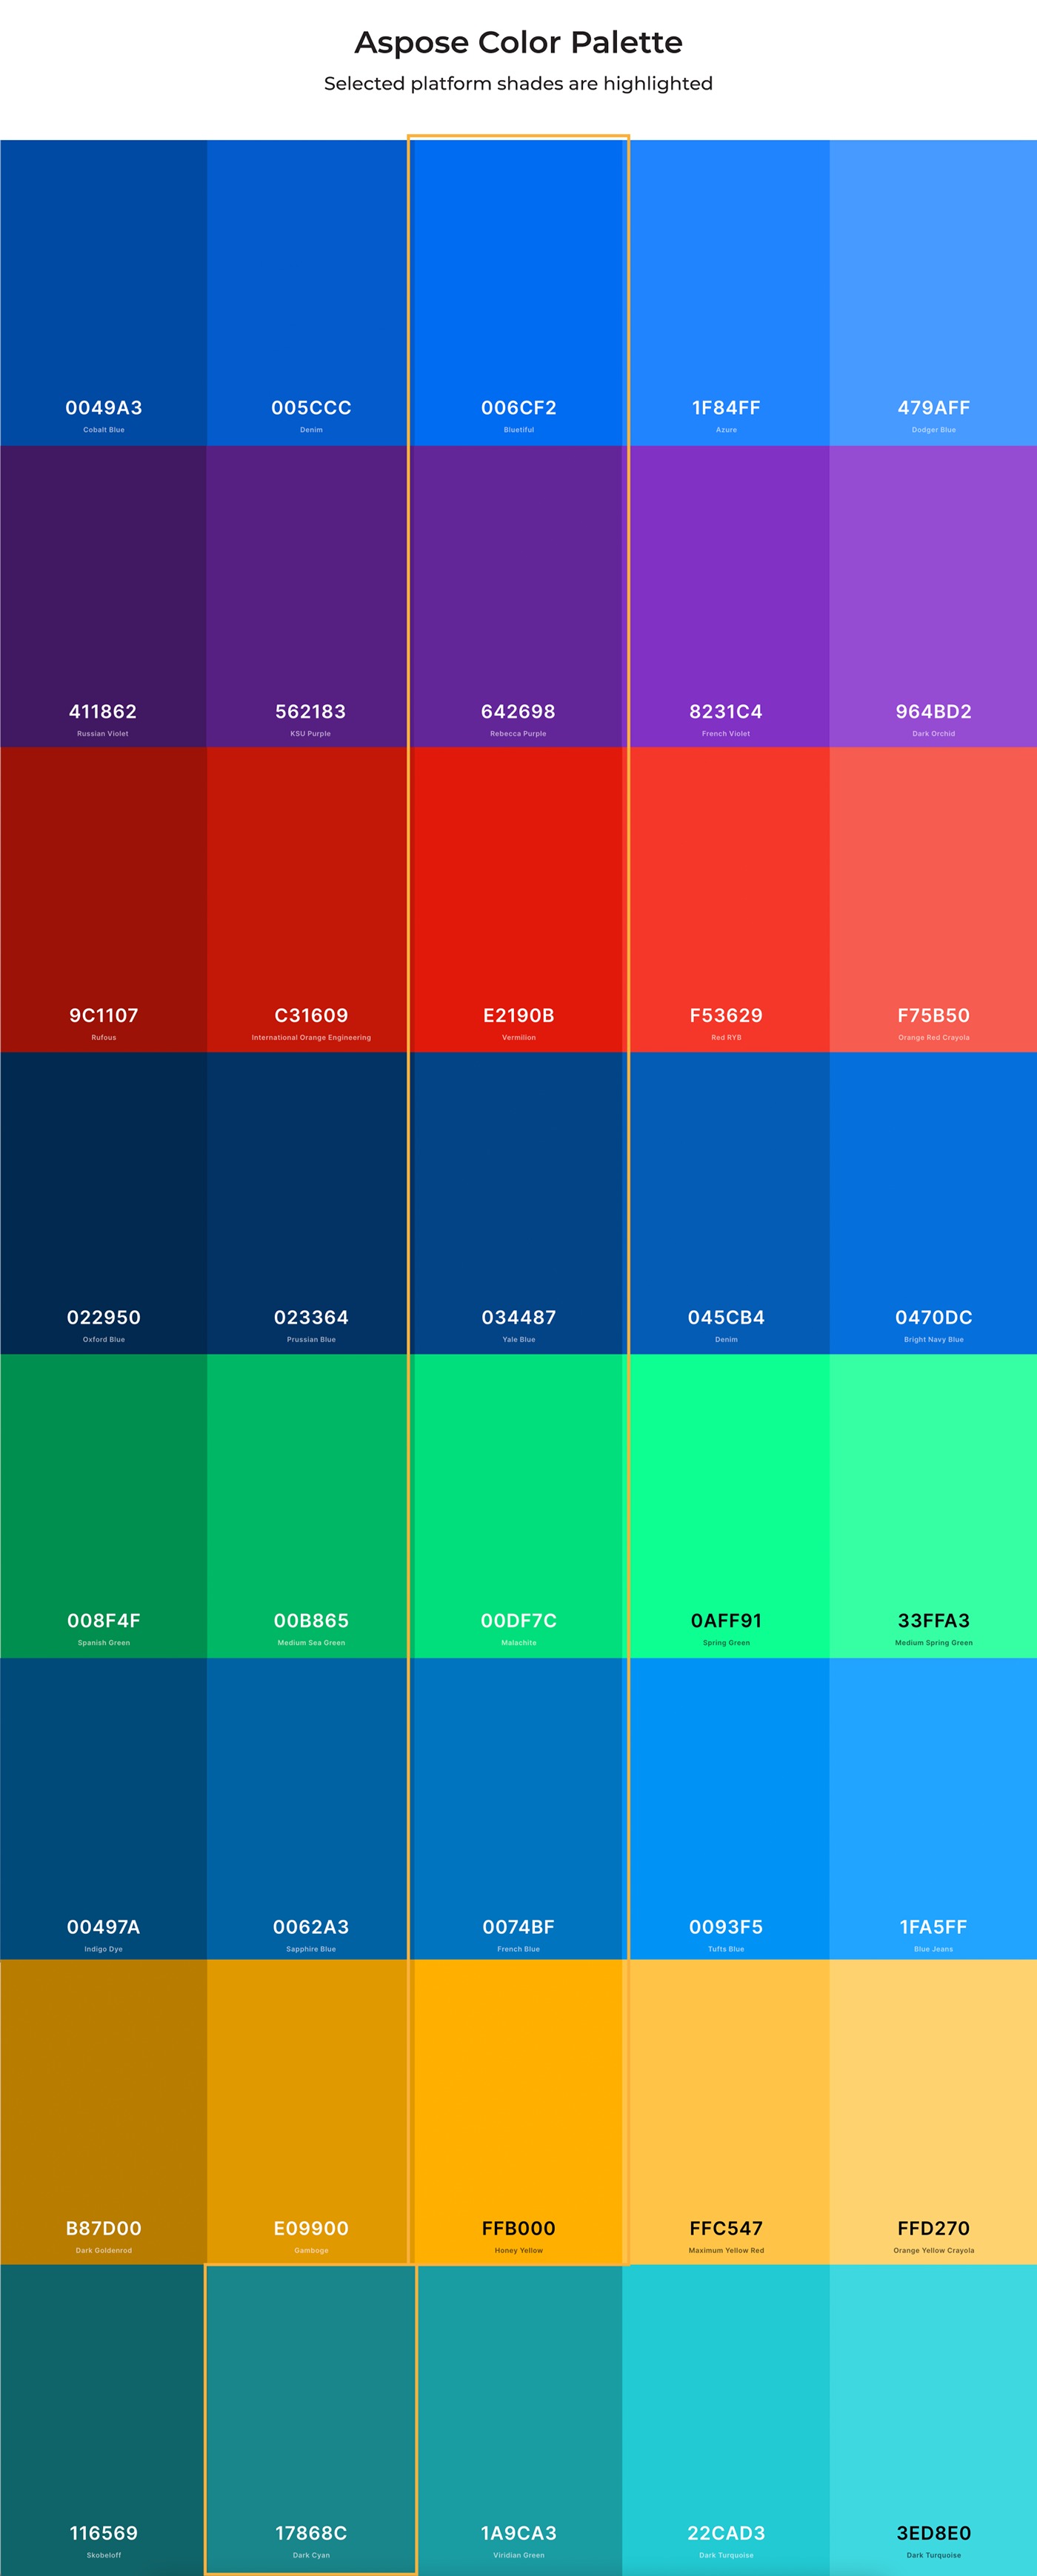 Aspose Color Palette
Selected platform shades are highlighted
0049A3 005CCC 006CF2 1F84FF 479AFF
Cobalt Blue Denim Bluetiful Azure Dodger Blue
411862 562183 642698 8231C4 964BD2
Russian Violet KSU Purple Rebecca Purple French Violet Dark Orchid
9C1107 C31609 E2190B F53629 F75B50
Rufous International Orange Engineering Vermilion Red RYB Orange Red Crayola
022950 023364 034487 045CB4 0470DC
Oxford Blue Prussian Blue Yale Blue Denim Bright Navy Blue
008F4F 00B865 00DF7C 0AFF91 33FFA3
Spanish Green Medium Sea Green Malachite Spring Green Medium Spring Green
00497A 0062A3 0074BF 0093F5 1FA5FF
Indigo Dye Sapphire Blue French Blue Tufts Blue Blue Jeans
B87D00 E09900 FFB000 FFC547 FFD270
Dark Goldenrod Gamboge Honey Yellow Maximum Yellow Red Orange Yellow Crayola
116569 17868C 1A9CA3 22CAD3 3ED8E0
Skobeloff Dark Cyan Viridian Green Dark Turquoise Dark Turquoise